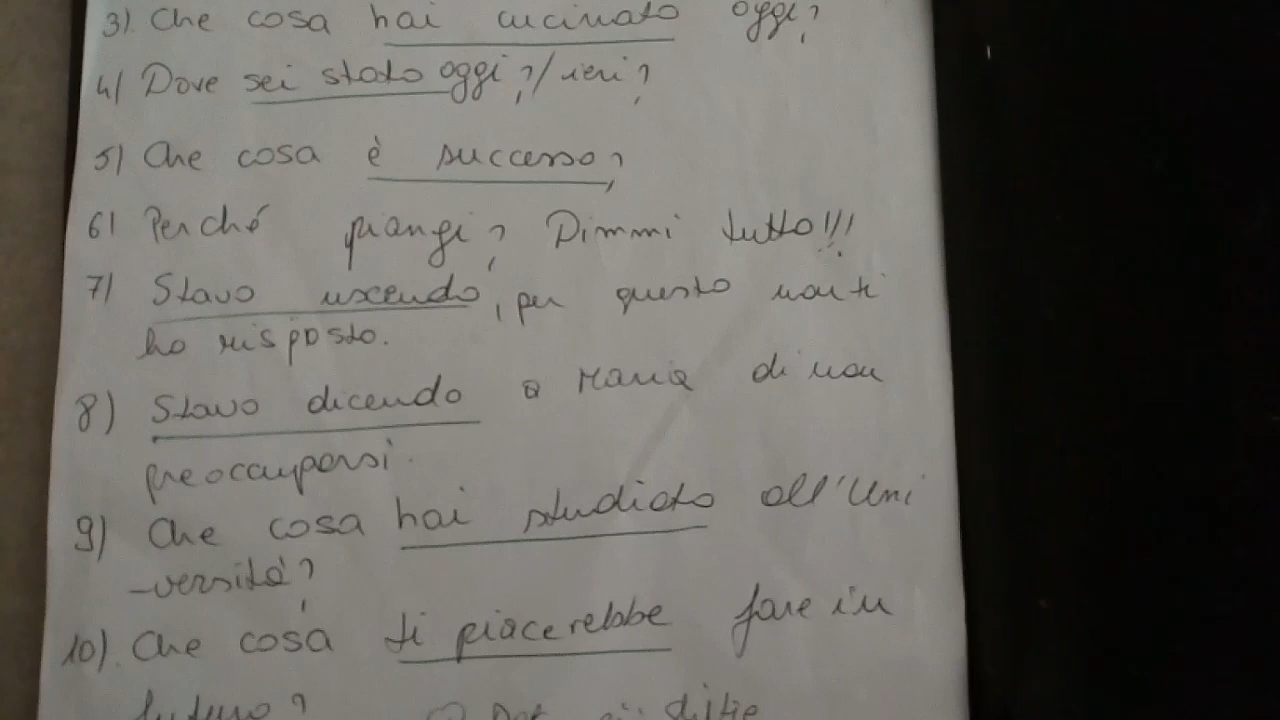 3) Che cosa hai cucinato oggi?
4) Dove sei stato oggi?/ieri?
5) Che cosa è successo?
6) Perché piangi? Dimmi tutto!!!
7) Stavo uscendo, per questo non ti
ho risposto.
8) Stavo dicendo a Maria di non
preoccuparsi.
9) Che cosa hai studiato all'Uni
-versità?
10). Che cosa ti piacerebbe fare in
futuro?